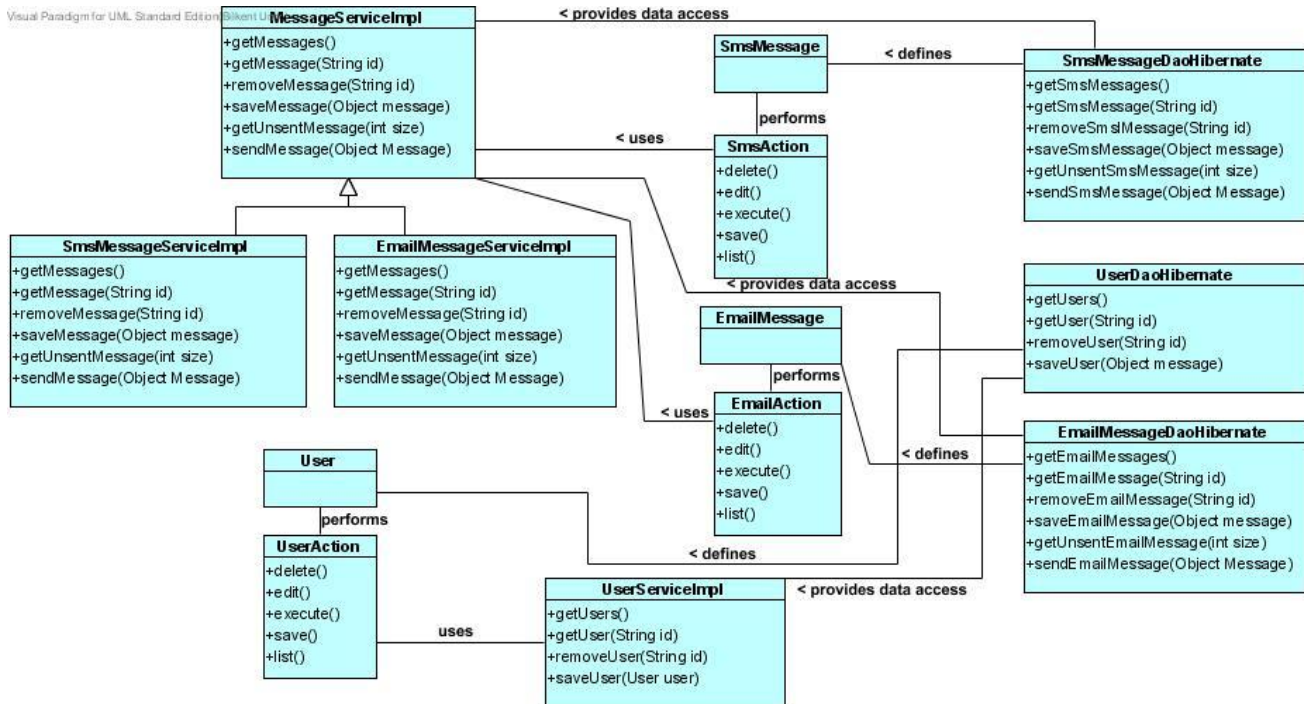 Visual Paradigm for UML Standard Edition(Bilkent U
MessageServiceImpl
+getMessages()
+getMessage(String id)
+removeMessage(String id)
+saveMessage(Object message)
+getUnsentMessage(int size)
+sendMessage(Object Message)
< provides data access
SmsMessage
< defines
SmsMessageDaoHibernate
+getSmsMessages()
+getSmsMessage(String id)
+removeSmslMessage(String id)
+saveSmsMessage(Object message)
+getUnsentSmsMessage(int size)
+sendSmsMessage(Object Message)
performs
< uses
SmsAction
+delete()
+edit()
+execute()
+save()
+list()
SmsMessageServiceImpl
+getMessages()
+getMessage(String id)
+removeMessage(String id)
+saveMessage(Object message)
+getUnsentMessage(int size)
+sendMessage(Object Message)
EmailMessageServiceImpl
+getMessages()
+getMessage(String id)
+removeMessage(String id)
+saveMessage(Object message)
+getUnsentMessage(int size)
+sendMessage(Object Message)
< provides data access
UserDaoHibernate
+getUsers()
+getUser(String id)
+removeUser(String id)
+saveUser(Object message)
EmailMessage
performs
< uses
EmailAction
+delete()
+edit()
+execute()
+save()
+list()
< defines
EmailMessageDaoHibernate
+getEmailMessages()
+getEmailMessage(String id)
+removeEmailMessage(String id)
+saveEmailMessage(Object message)
+getUnsentEmailMessage(int size)
+sendEmailMessage(Object Message)
User
performs
UserAction
+delete()
+edit()
+execute()
+save()
+list()
< defines
uses
UserServiceImpl
+getUsers()
+getUser(String id)
+removeUser(String id)
+saveUser(User user)
< provides data access